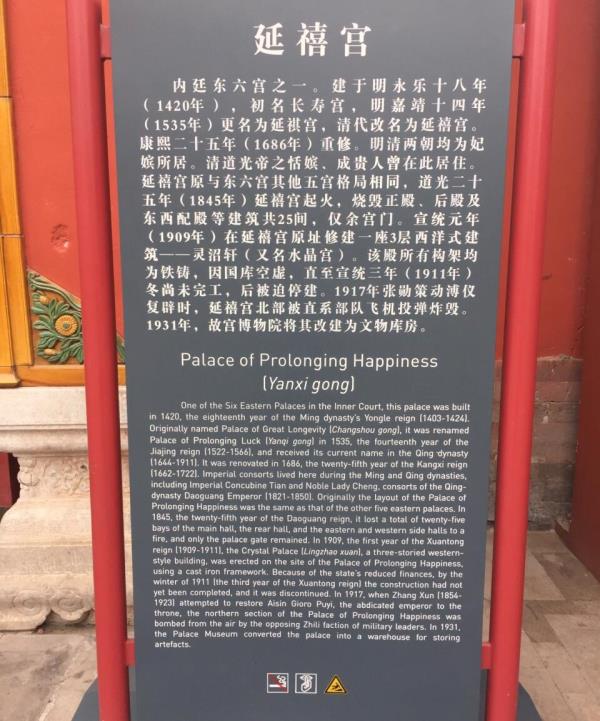 延禧宫
内廷东六宫之一。建于明永乐十八年
（1420年），初名长寿宫，明嘉靖十四年
（1535年）更名为延祺宫，清代改名为延禧宫。
康熙二十五年（1686年）重修。明清两朝均为妃
嫔所居。清道光帝之恬嫔、成贵人曾在此居住。
延禧宫原与东六宫其他五宫格局相同，道光二十
五年（1845年）延禧宫起火，烧毁正殿、后殿及
东西配殿等建筑共25间，仅余宫门。宣统元年
（1909年）在延禧宫原址修建一座3层西洋式建
筑——灵沼轩（又名水晶宫）。该殿所有构架均
为铁铸，因国库空虚，直至宣统三年（1911年）
冬尚未完工，后被迫停建。1917年张勋策动溥仪
复辟时，延禧宫北部被直系部队飞机投弹炸毁。
1931年，故宫博物院将其改建为文物库房。
Palace of Prolonging Happiness
(Yanxi gong)
One of the Six Eastern Palaces in the Inner Court, this palace was built
in 1420, the eighteenth year of the Ming dynasty's Yongle reign (1403-1424).
Originally named Palace of Great Longevity (Changshou gong), it was renamed
Palace of Prolonging Luck (Yanqi gong) in 1535, the fourteenth year of the
Jiajing reign (1522-1566), and received its current name in the Qing dynasty
(1644-1911). It was renovated in 1686, the twenty-fifth year of the Kangxi reign
(1662-1722). Imperial consorts lived here during the Ming and Qing dynasties,
including Imperial Concubine Tian and Noble Lady Cheng, consorts of the Qing-
dynasty Daoguang Emperor (1821-1850). Originally the layout of the Palace of
Prolonging Happiness was the same as that of the other five eastern palaces. In
1845, the twenty-fifth year of the Daoguang reign, it lost a total of twenty-five
bays of the main hall, the rear hall, and the eastern and western side halls to a
fire, and only the palace gate remained. In 1909, the first year of the Xuantong
reign (1909-1911), the Crystal Palace (Lingzhao xuan), a three-storied western-
style building, was erected on the site of the Palace of Prolonging Happiness,
using a cast iron framework. Because of the state's reduced finances, by the
winter of 1911 (the third year of the Xuantong reign) the construction had not
yet been completed, and it was discontinued. In 1917, when Zhang Xun (1854-
1923) attempted to restore Aisin Gioro Puyi, the abdicated emperor to the
throne, the northern section of the Palace of Prolonging Happiness was
bombed from the air by the opposing Zhili faction of military leaders. In 1931,
the Palace Museum converted the palace into a warehouse for storing
artefacts.